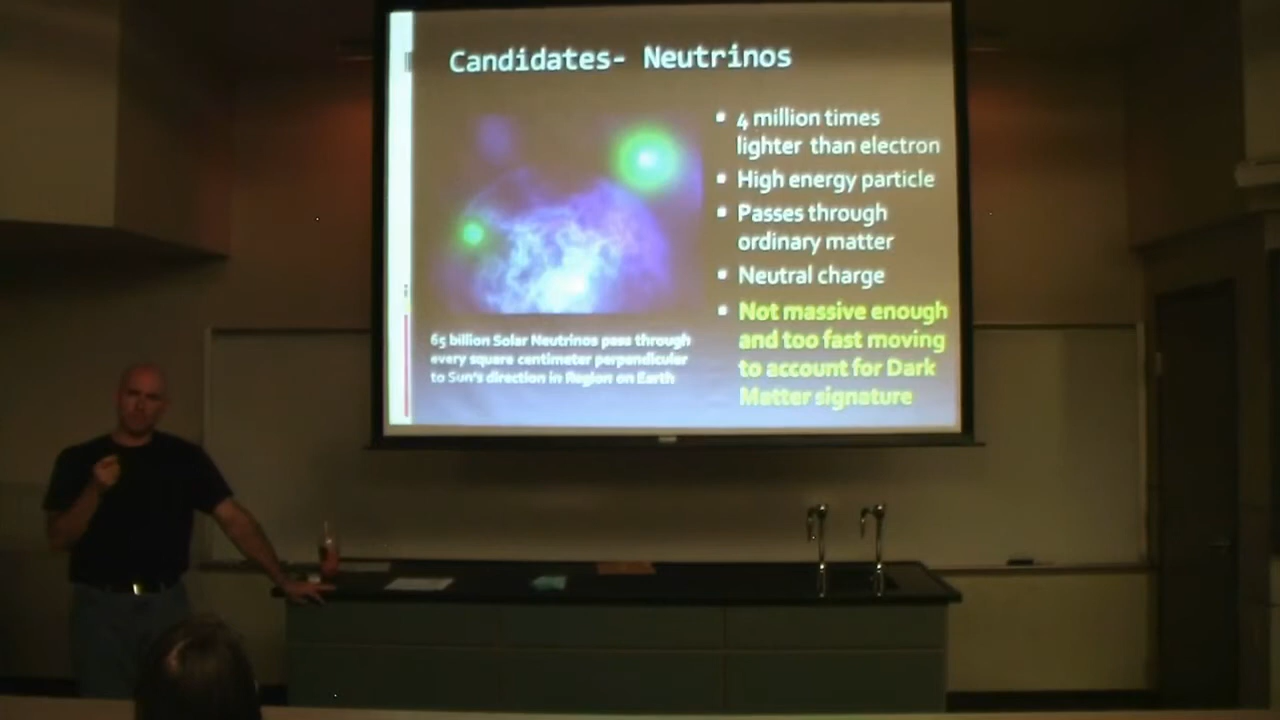 Candidates- Neutrinos
4 million times
lighter than electron
High energy particle
Passes through
ordinary matter
Neutral charge
Not massive enough
and too fast moving
to account for Dark
Matter signature
65 billion Solar Neutrinos pass through
every square centimeter perpendicular
to Sun's direction in Region on Earth